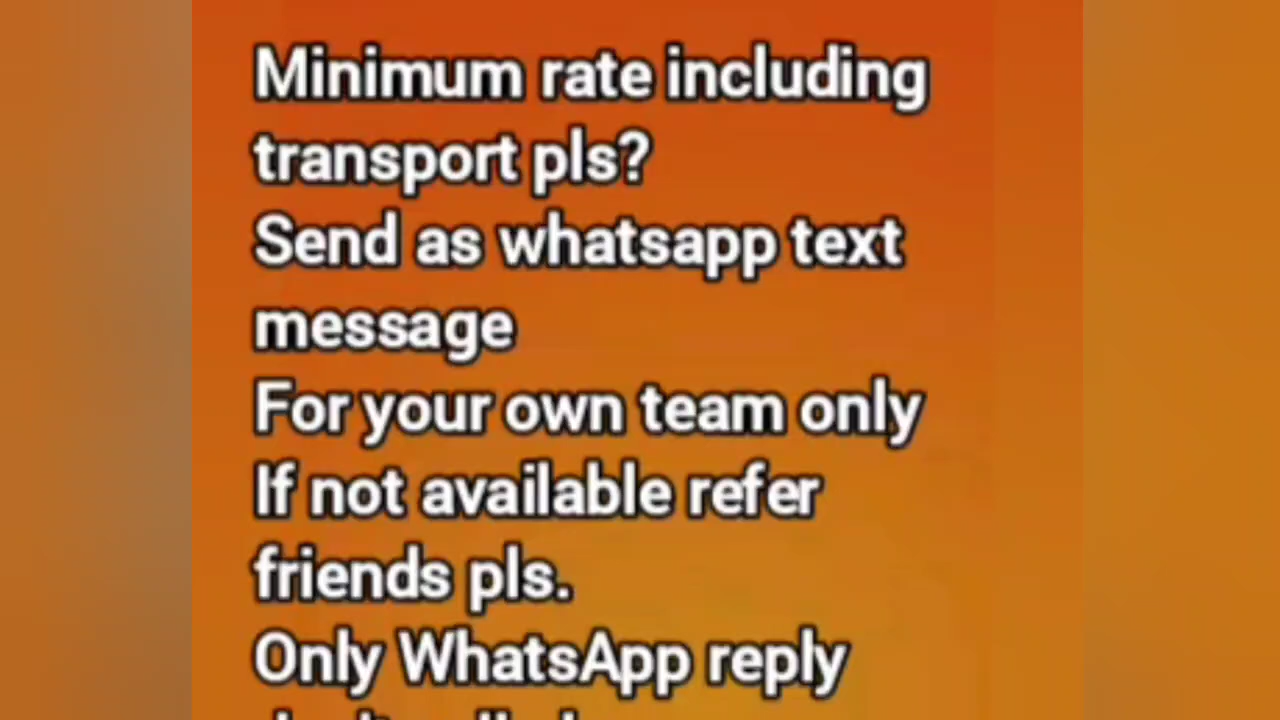 Minimum rate including
transport pls?
Send as whatsapp text
message
For your own team only
If not available refer
friends pls.
Only WhatsApp reply